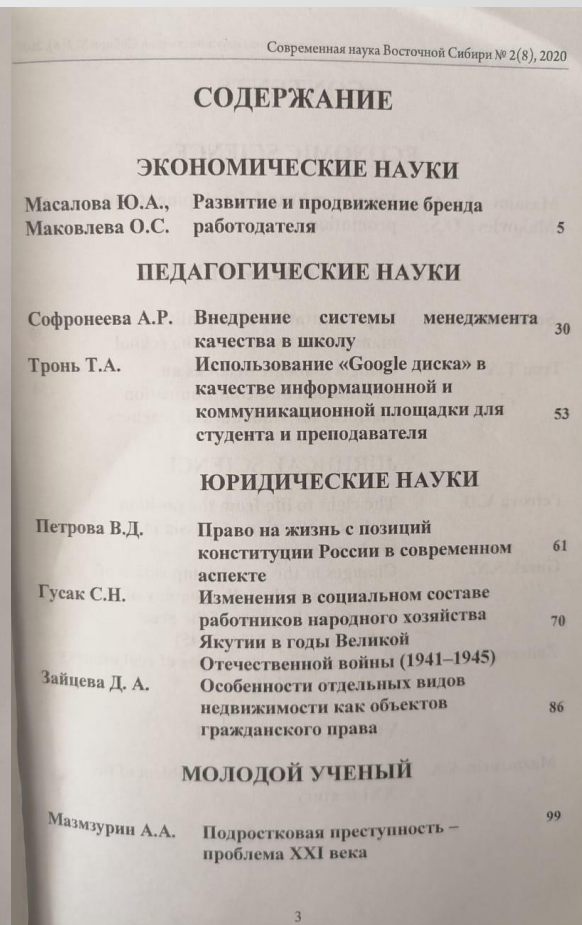 Современная наука Восточной Сибири № 2(8), 2020
СОДЕРЖАНИЕ
ЭКОНОМИЧЕСКИЕ НАУКИ
Масалова Ю.А., Развитие и продвижение бренда
Маковлева О.С. работодателя 5
ПЕДАГОГИЧЕСКИЕ НАУКИ
Софронеева А.Р. Внедрение системы менеджмента
качества в школу 30
Тронь Т.А. Использование «Google диска» в
качестве информационной и
коммуникационной площадки для 53
студента и преподавателя
ЮРИДИЧЕСКИЕ НАУКИ
Петрова В.Д. Право на жизнь с позиций
конституции России в современном 61
аспекте
Гусак С.Н. Изменения в социальном составе
работников народного хозяйства 70
Якутии в годы Великой
Отечественной войны (1941–1945)
Зайцева Д. А. Особенности отдельных видов
недвижимости как объектов 86
гражданского права
МОЛОДОЙ УЧЕНЫЙ
Мазмзурин А.А. Подростковая преступность – 99
проблема XXI века
3